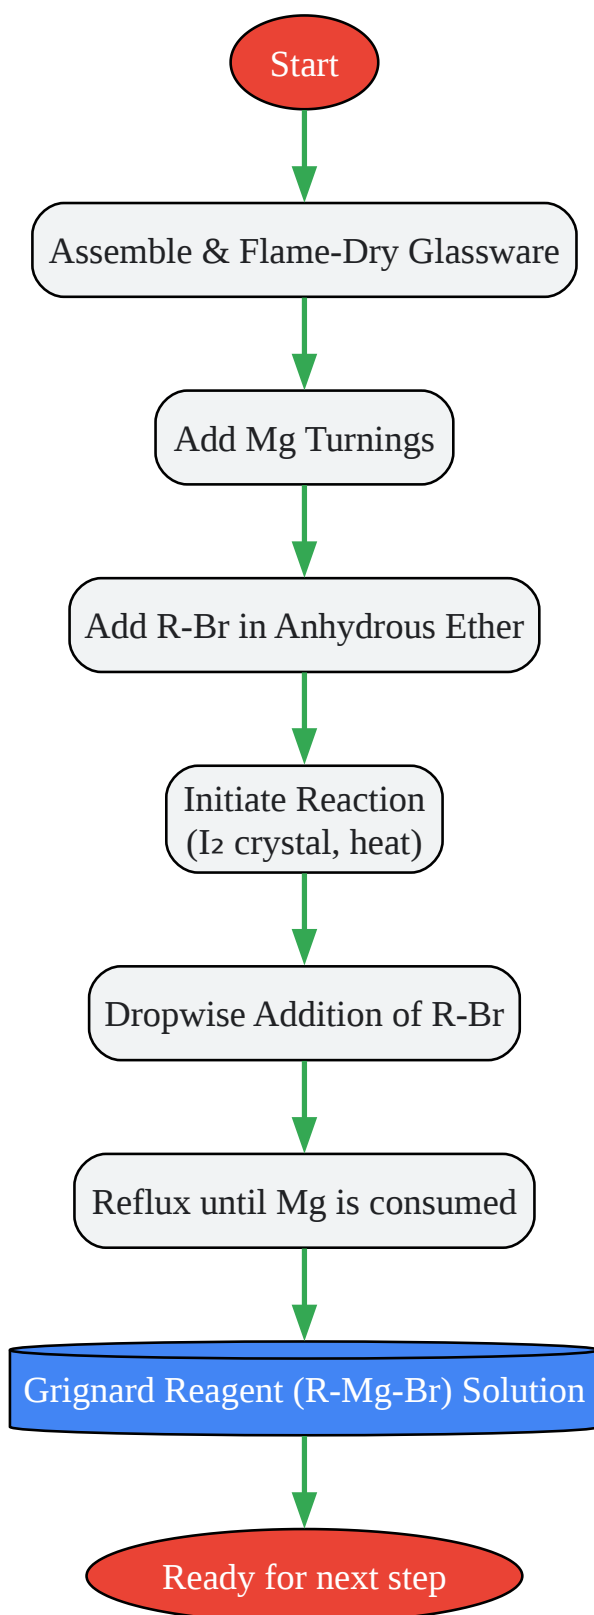 Start
Assemble & Flame-Dry Glassware
Add Mg Turnings
Add R-Br in Anhydrous Ether
Initiate Reaction
(I₂ crystal, heat)
Dropwise Addition of R-Br
Reflux until Mg is consumed
Grignard Reagent (R-Mg-Br) Solution
Ready for next step